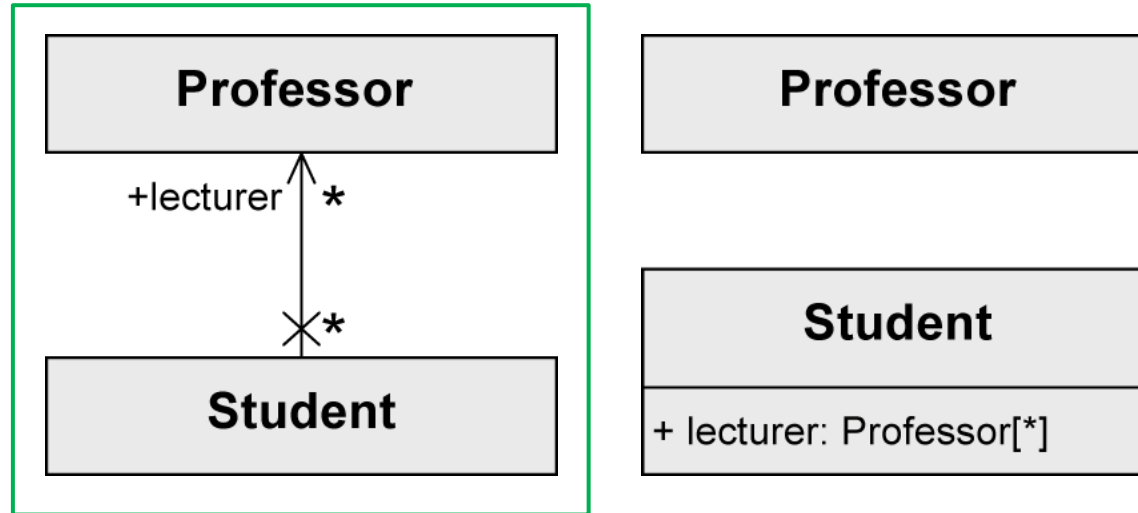 Professor
+lecturer *
*
Student
Professor
Student
+ lecturer: Professor[*]